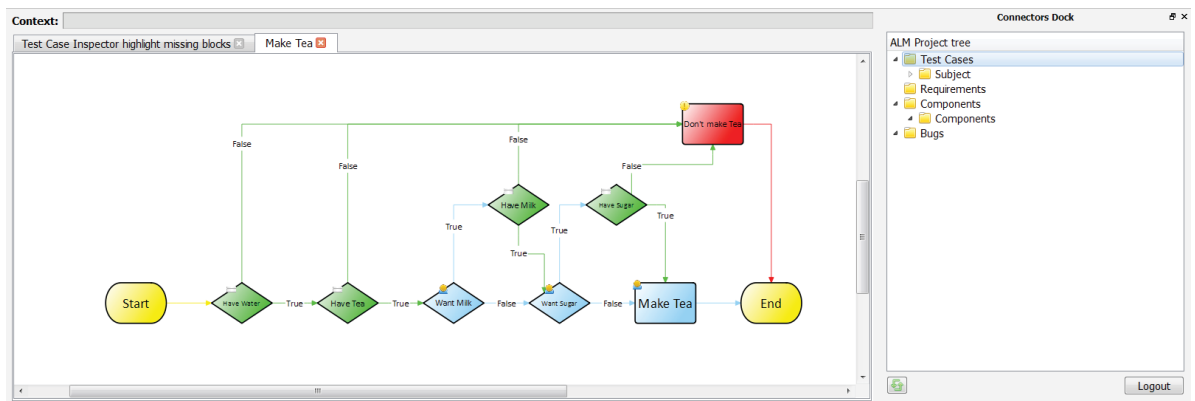 Context:
Connectors Dock
Test Case Inspector highlight missing blocks
Make Tea
ALM Project tree
Test Cases
Subject
Requirements
Components
Components
Bugs
Don't make Tea
False
False
False
False
Have Milk
Have Sugar
True
True
True
True
Start
Have Water
True
Have Tea
True
Want Milk
False
Want Sugar
False
Make Tea
End
Logout